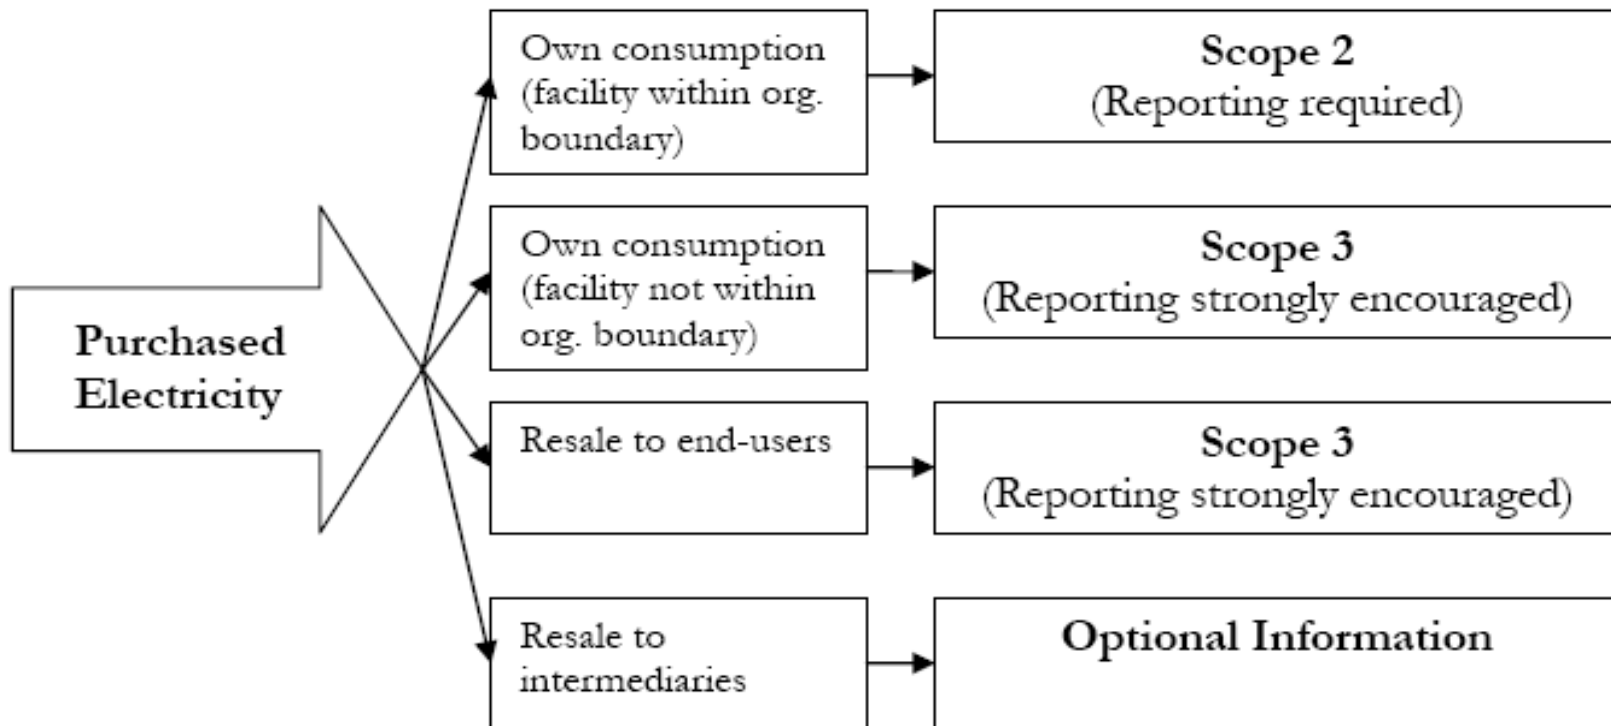 Purchased
Electricity
Own consumption
(facility within org.
boundary)
Scope 2
(Reporting required)
Own consumption
(facility not within
org. boundary)
Scope 3
(Reporting strongly encouraged)
Resale to end-users
Scope 3
(Reporting strongly encouraged)
Resale to
intermediaries
Optional Information